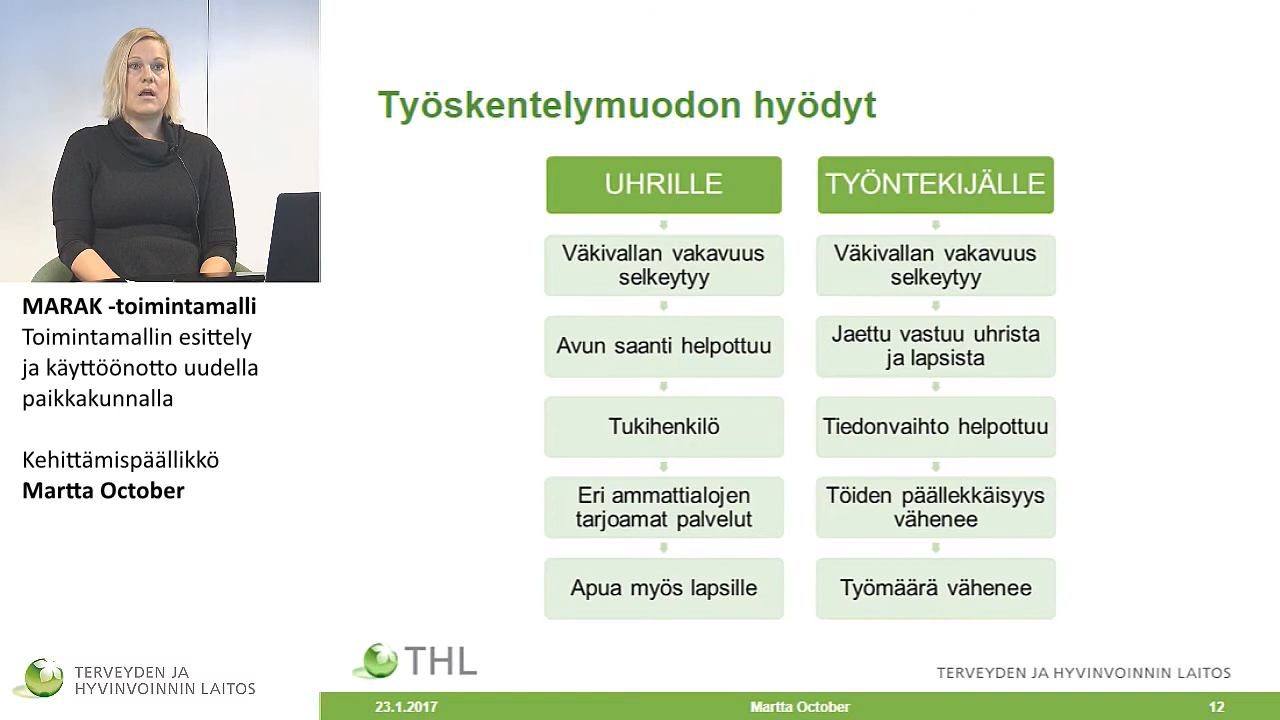 MARAK -toimintamalli
Toimintamallin esittely
ja käyttöönotto uudella
paikkakunnalla
Kehittämispäällikkö
Martta October
TERVEYDEN JA
HYVINVOINNIN LAITOS
Työskentelymuodon hyödyt
UHRILLE
Väkivallan vakavuus
selkeytyy
Avun saanti helpottuu
Tukihenkilö
Eri ammattialojen
tarjoamat palvelut
Apua myös lapsille
TYÖNTEKIJÄLLE
Väkivallan vakavuus
selkeytyy
Jaettu vastuu uhrista
ja lapsista
Tiedonvaihto helpottuu
Töiden päällekkäisyys
vähenee
Työmäärä vähenee
THL
TERVEYDEN JA HYVINVOINNIN LAITOS
23.1.2017
Martta October
12